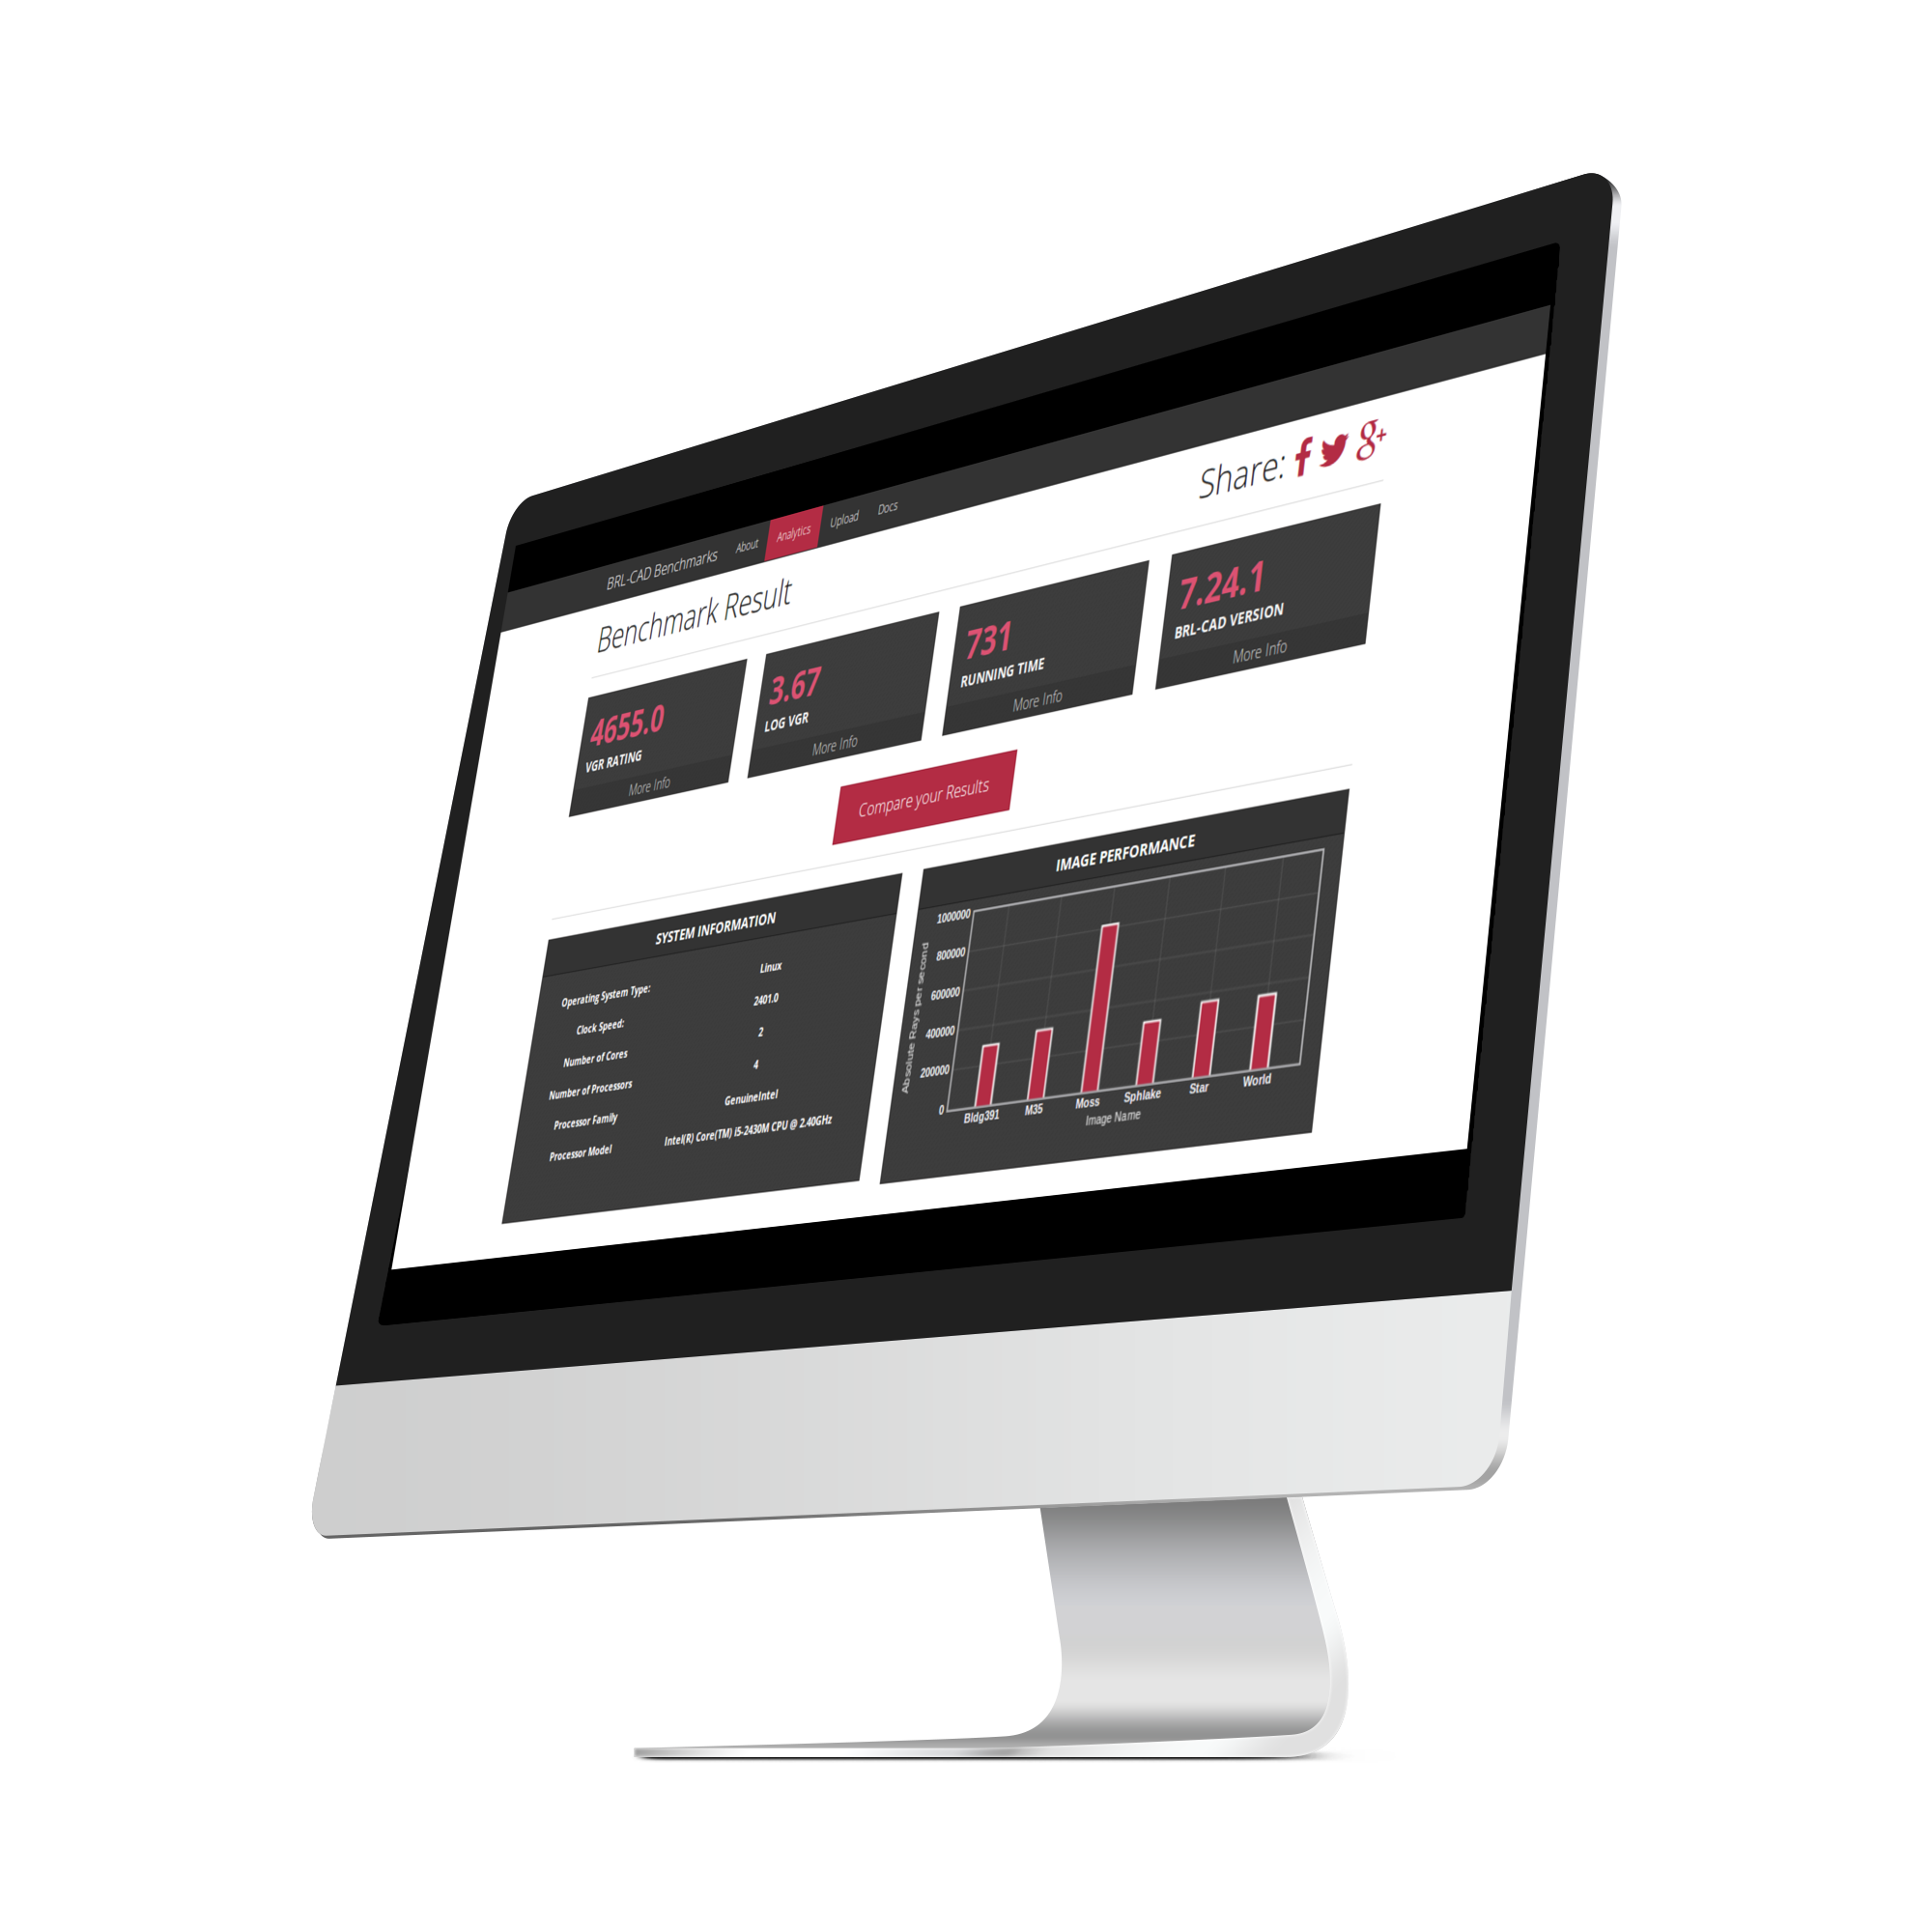 BRL-CAD Benchmarks About Analytics Upload Docs
Benchmark Result
Share:
4655.0
VGR RATING
More Info
3.67
LOG VGR
More Info
731
RUNNING TIME
More Info
7.24.1
BRL-CAD VERSION
More Info
Compare your Results
SYSTEM INFORMATION
Operating System Type: Linux
Clock Speed: 2401.0
Number of Cores 2
Number of Processors 4
Processor Family GenuineIntel
Processor Model Intel(R) Core(TM) i5-2430M CPU @ 2.40GHz
IMAGE PERFORMANCE
Absolute Rays per second
1000000
800000
600000
400000
200000
0
Bldg391 M35 Moss Sphlake Star World
Image Name